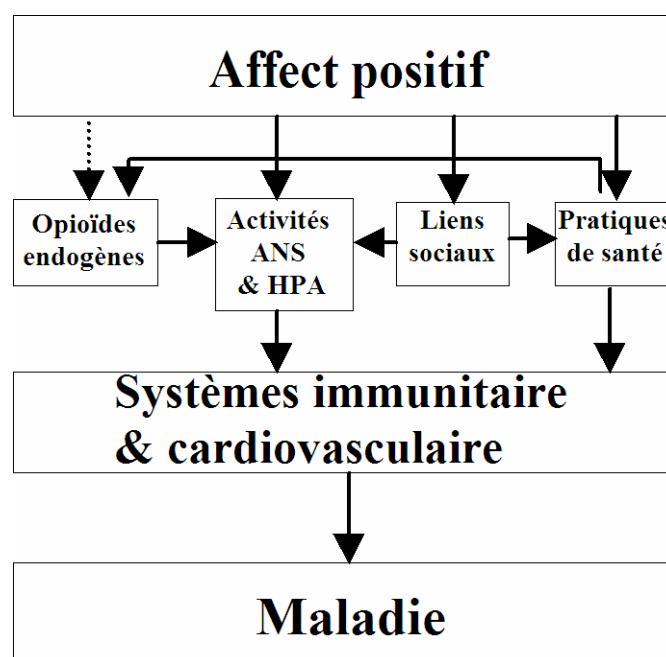 Affect positif
Opioïdes
endogènes
Activités
ANS
& HPA
Liens
sociaux
Pratiques
de santé
Systèmes immunitaire
& cardiovasculaire
Maladie